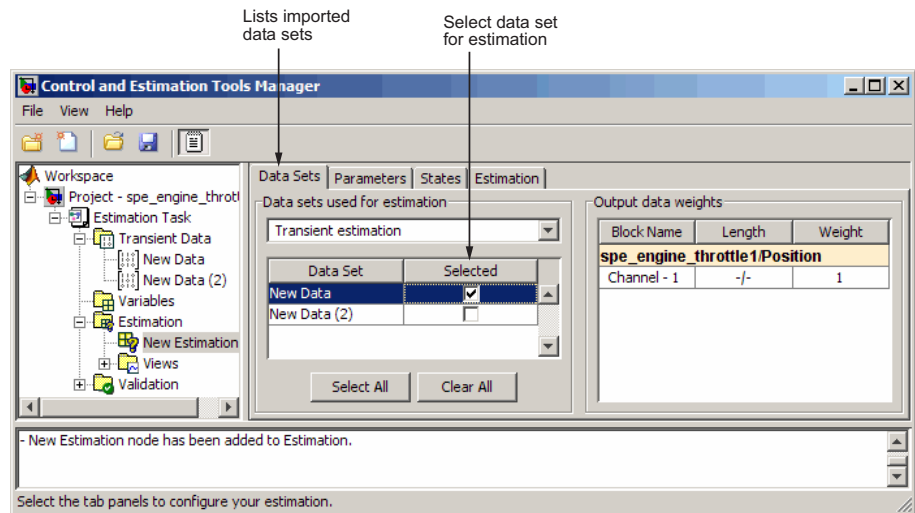 Lists imported
data sets
Select data set
for estimation
Control and Estimation Tools Manager
File View Help
Workspace
Project - spe_engine_throtl
Estimation Task
Transient Data
New Data
New Data (2)
Variables
Estimation
New Estimation
Views
Validation
Data Sets Parameters States Estimation
Data sets used for estimation
Transient estimation
Data Set Selected
New Data
New Data (2)
Select All Clear All
Output data weights
Block Name Length Weight
spe_engine_throttle1/Position
Channel - 1 -/- 1
- New Estimation node has been added to Estimation.
Select the tab panels to configure your estimation.